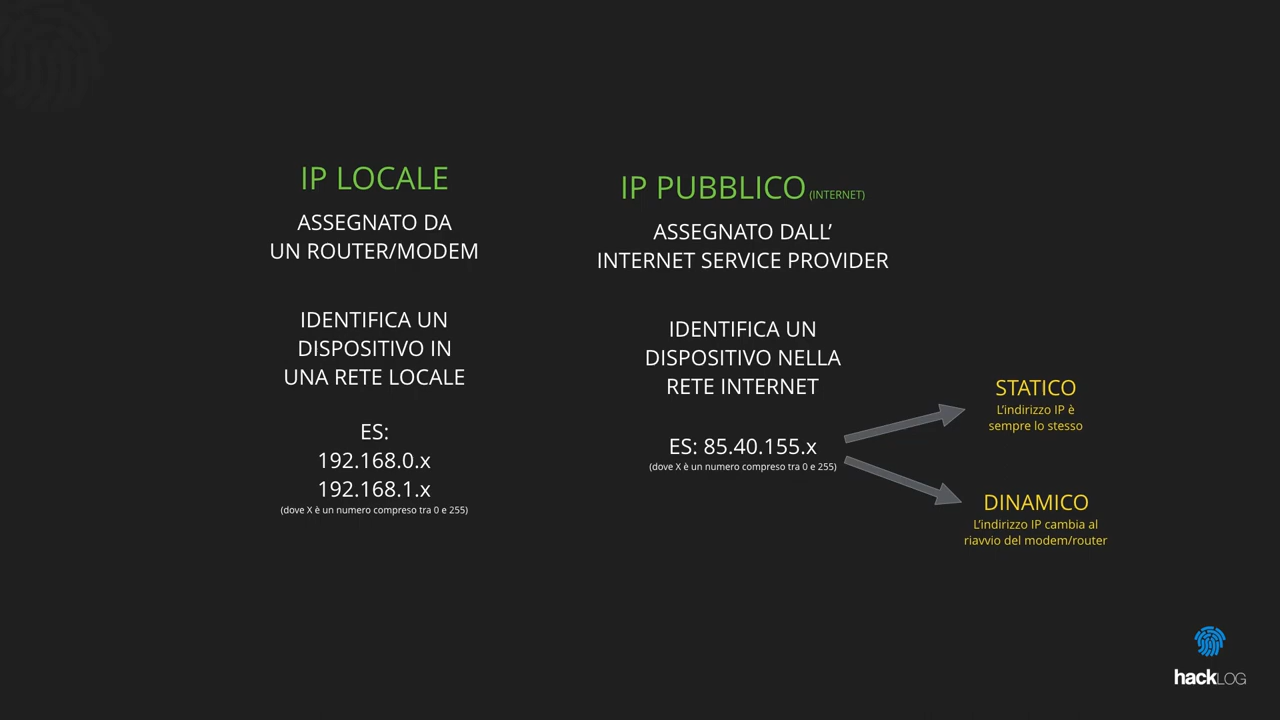 IP LOCALE
ASSEGNATO DA
UN ROUTER/MODEM
IDENTIFICA UN
DISPOSITIVO IN
UNA RETE LOCALE
ES:
192.168.0.x
192.168.1.x
(dove X è un numero compreso tra 0 e 255)
IP PUBBLICO (INTERNET)
ASSEGNATO DALL’
INTERNET SERVICE PROVIDER
IDENTIFICA UN
DISPOSITIVO NELLA
RETE INTERNET
ES: 85.40.155.x
(dove X è un numero compreso tra 0 e 255)
STATICO
L’indirizzo IP è
sempre lo stesso
DINAMICO
L’indirizzo IP cambia al
riavvio del modem/router
hackLOG